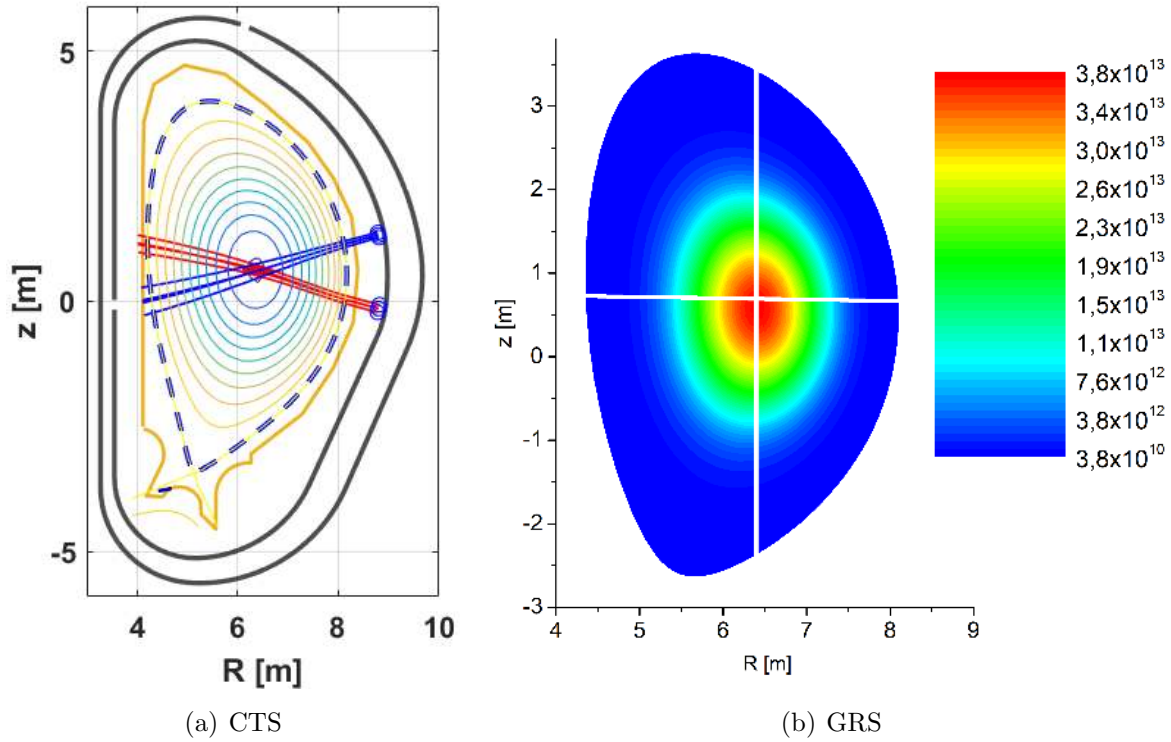 5
0
-5
z [m]
4 6 8 10
R [m]
(a) CTS
3
2
1
0
-1
-2
-3
z [m]
4 5 6 7 8 9
R [m]
3,8x10^13
3,4x10^13
3,0x10^13
2,6x10^13
2,3x10^13
1,9x10^13
1,5x10^13
1,1x10^13
7,6x10^12
3,8x10^12
3,8x10^10
(b) GRS